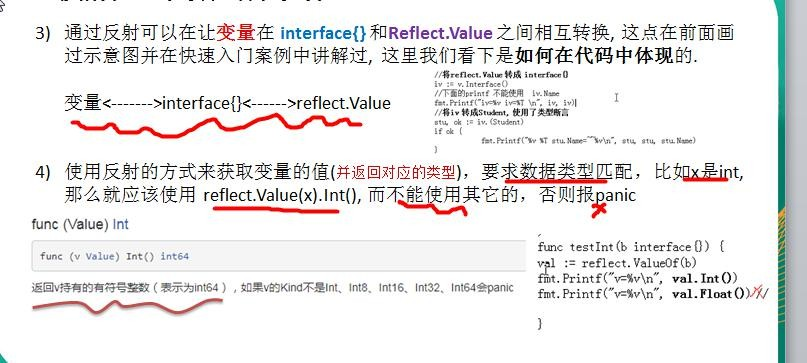 3) 通过反射可以在让变量在 interface{} 和Reflect.Value 之间相互转换, 这点在前面画
过示意图并在快速入门案例中讲解过, 这里我们看下是如何在代码中体现的.
变量<------->interface{}<------>reflect.Value
//将reflect.Value 转成 interface{}
iv := v.Interface()
//下面的printf 不能使用 iv.Name
fmt.Printf("iv=%v iv=%T \n", iv, iv)
//将iv 转成Student, 使用了类型断言
stu, ok := iv.(Student)
if ok {
fmt.Printf("%v %T stu.Name=~~%v\n", stu, stu, stu.Name)
}
4) 使用反射的方式来获取变量的值(并返回对应的类型)，要求数据类型匹配，比如x是int,
那么就应该使用 reflect.Value(x).Int(), 而不能使用其它的，否则报panic
func (Value) Int
func (v Value) Int() int64
返回v持有的有符号整数（表示为int64），如果v的Kind不是Int、Int8、Int16、Int32、Int64会panic
func testInt(b interface{}) {
val := reflect.ValueOf(b)
fmt.Printf("v=%v\n", val.Int())
fmt.Printf("v=%v\n", val.Float())//
}